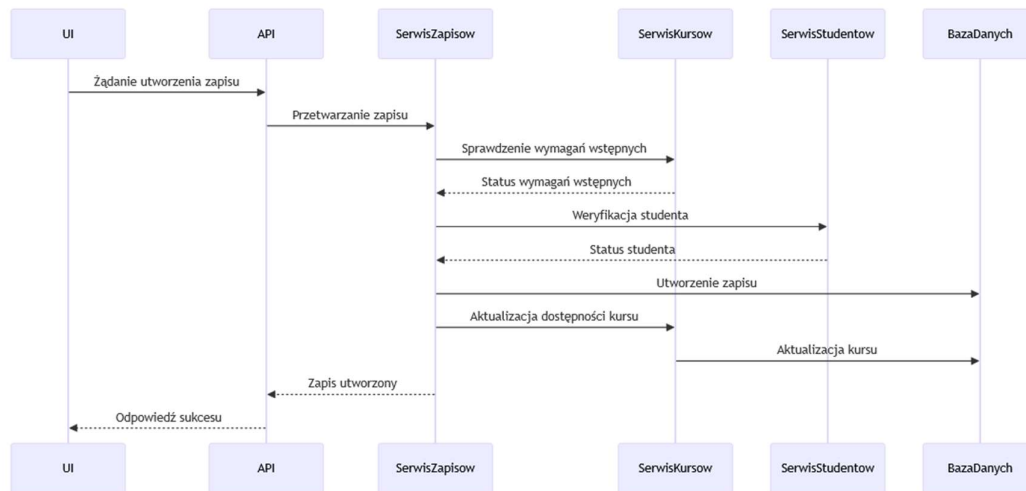 UI API SerwisZapisow SerwisKursow SerwisStudentow BazaDanych
Żądanie utworzenia zapisu
Przetwarzanie zapisu
Sprawdzenie wymagań wstępnych
Status wymagań wstępnych
Weryfikacja studenta
Status studenta
Utworzenie zapisu
Aktualizacja dostępności kursu
Aktualizacja kursu
Zapis utworzony
Odpowiedź sukcesu
UI API SerwisZapisow SerwisKursow SerwisStudentow BazaDanych